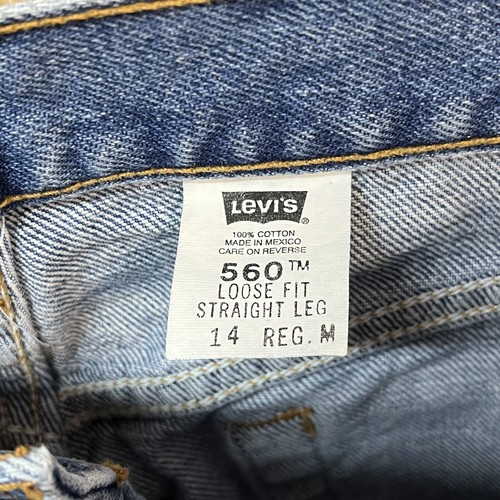 Levi's ®
100% COTTON
MADE IN MEXICO
CARE ON REVERSE
560™
LOOSE FIT
STRAIGHT LEG
14 REG. M